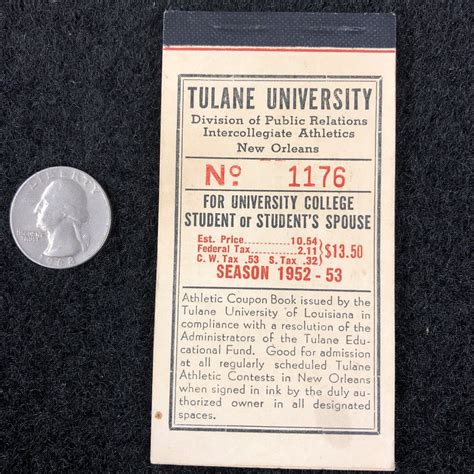 TULANE UNIVERSITY
Division of Public Relations
Intercollegiate Athletics
New Orleans
No. 1176
FOR UNIVERSITY COLLEGE
STUDENT or STUDENT'S SPOUSE
Est. Price..............10.54
Federal Tax............2.11
C. W. Tax .53 S. Tax .32
$13.50
SEASON 1952-53
Athletic Coupon Book issued by the
Tulane University of Louisiana in
compliance with a resolution of the
Administrators of the Tulane Edu-
cational Fund. Good for admission
at all regularly scheduled Tulane
Athletic Contests in New Orleans
when signed in ink by the duly
authorized owner in all designated
spaces.
LIBERTY